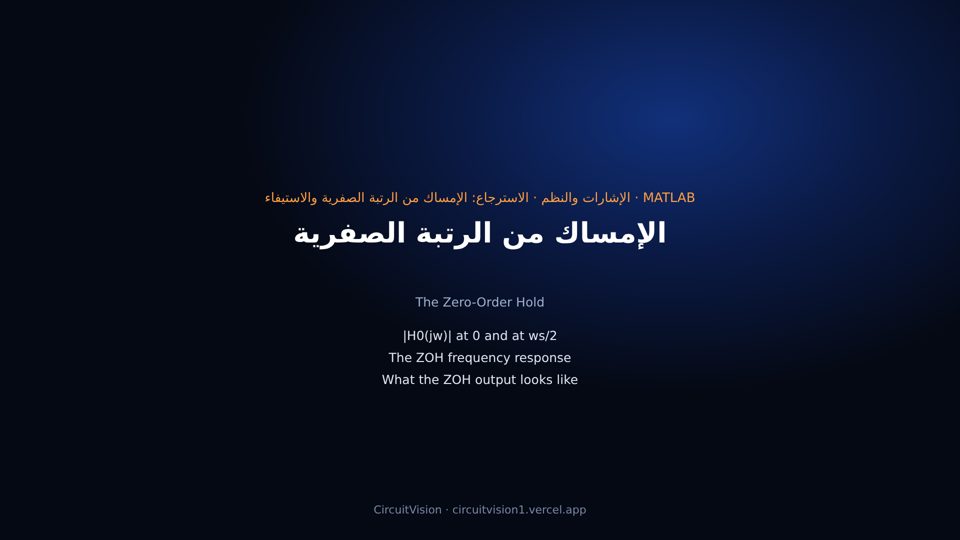 MATLAB · الإشارات والنظم · الاسترجاع: الإمساك من الرتبة الصفرية والاستيفاء
الإمساك من الرتبة الصفرية
The Zero-Order Hold
|H0(jw)| at 0 and at ws/2
The ZOH frequency response
What the ZOH output looks like
CircuitVision · circuitvision1.vercel.app